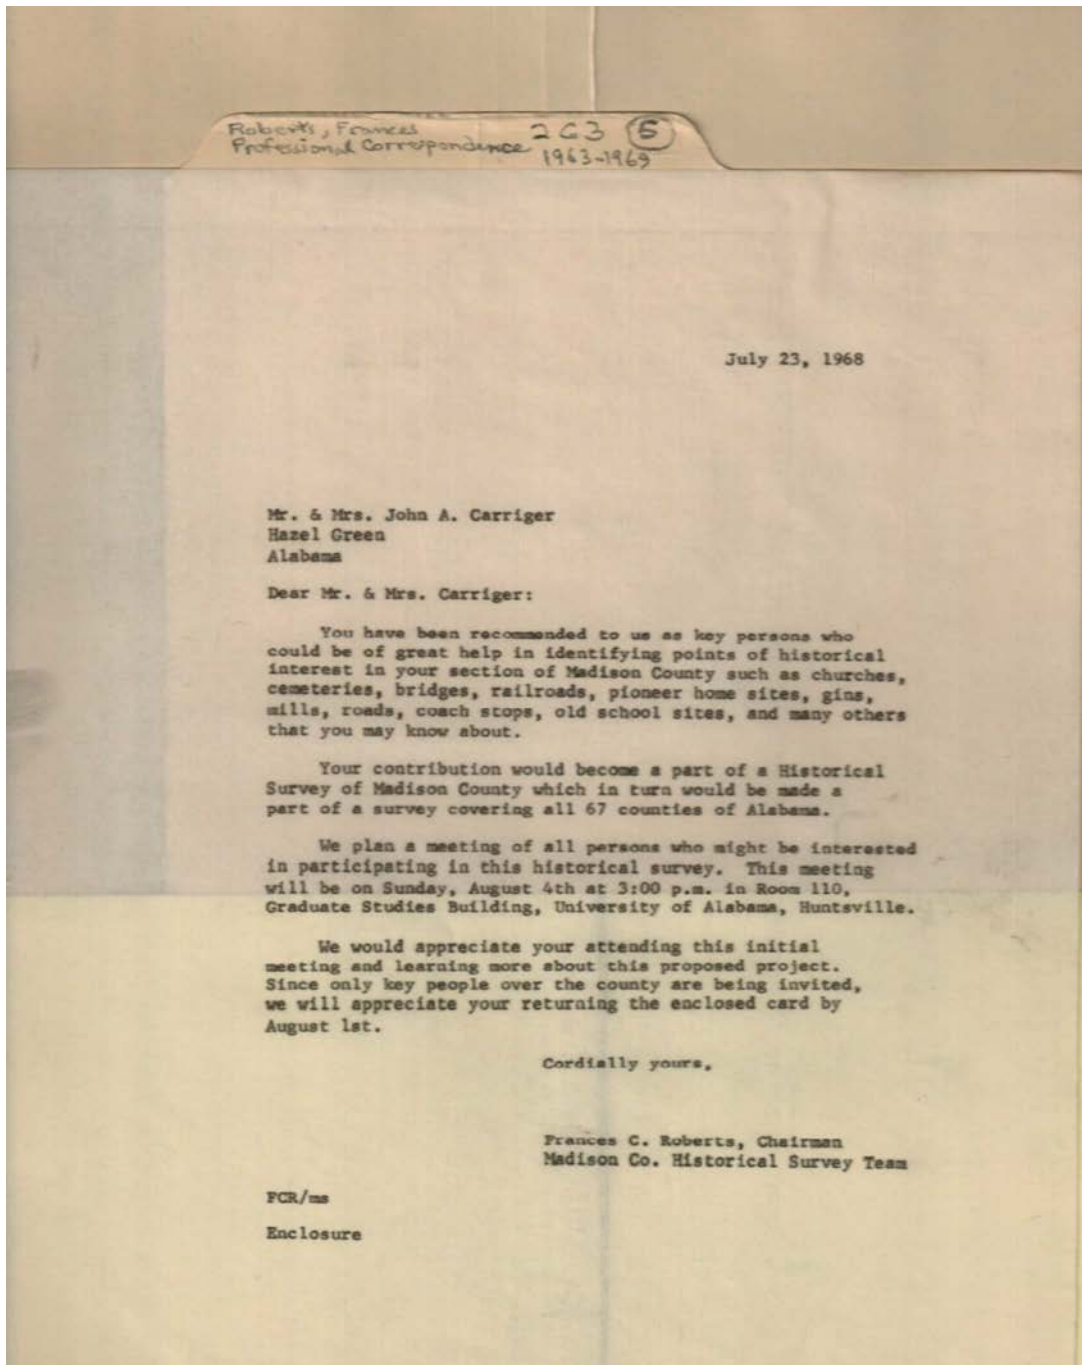 Roberts, Frances 2G3 5
Professional Correspondence 1963-1969
July 23, 1968
Mr. & Mrs. John A. Carriger
Hazel Green
Alabama
Dear Mr. & Mrs. Carriger:
You have been recommended to us as key persons who
could be of great help in identifying points of historical
interest in your section of Madison County such as churches,
cemeteries, bridges, railroads, pioneer home sites, gins,
mills, roads, coach stops, old school sites, and many others
that you may know about.
Your contribution would become a part of a Historical
Survey of Madison County which in turn would be made a
part of a survey covering all 67 counties of Alabama.
We plan a meeting of all persons who might be interested
in participating in this historical survey. This meeting
will be on Sunday, August 4th at 3:00 p.m. in Room 110,
Graduate Studies Building, University of Alabama, Huntsville.
We would appreciate your attending this initial
meeting and learning more about this proposed project.
Since only key people over the county are being invited,
we will appreciate your returning the enclosed card by
August 1st.
Cordially yours,
Frances C. Roberts, Chairman
Madison Co. Historical Survey Team
FCR/ms
Enclosure